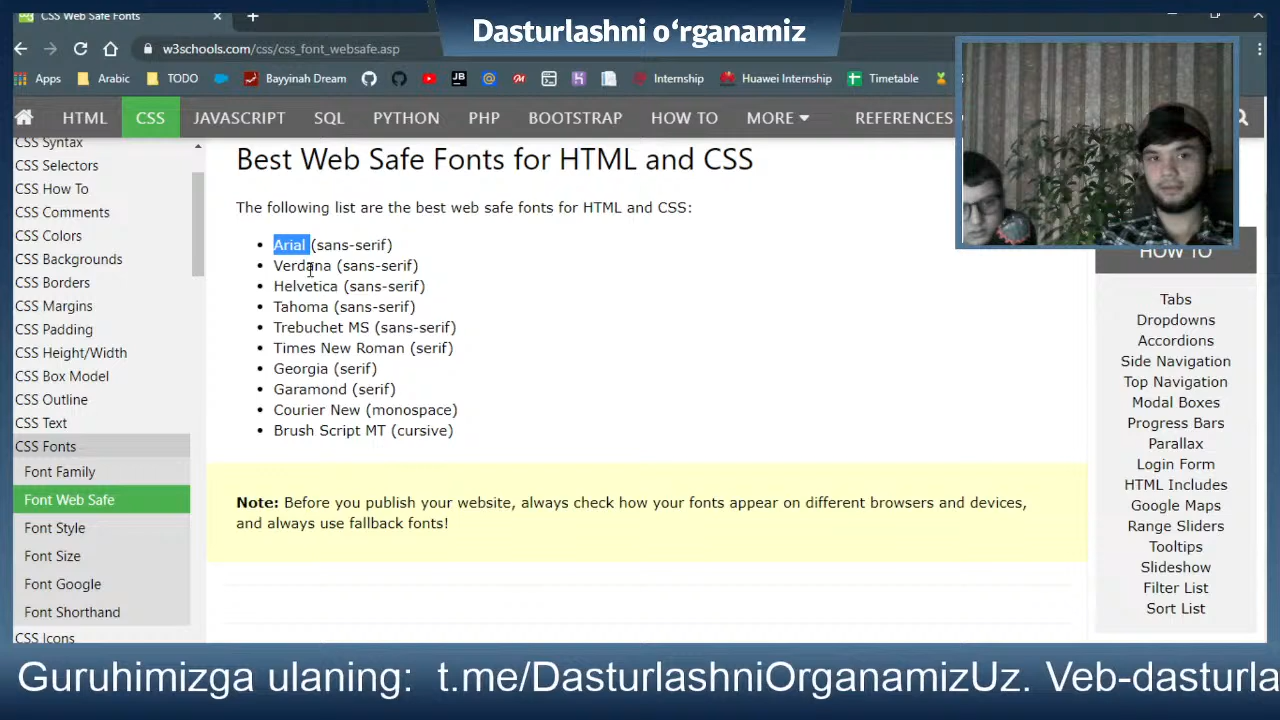 CSS Web Safe Fonts
Dasturlashni o‘rganamiz
w3schools.com/css/css_font_websafe.asp
Apps
Arabic
TODO
Bayyinah Dream
JB
Internship
Huawei Internship
Timetable
HTML
CSS
JAVASCRIPT
SQL
PYTHON
PHP
BOOTSTRAP
HOW TO
MORE
REFERENCES
CSS Syntax
CSS Selectors
CSS How To
CSS Comments
CSS Colors
CSS Backgrounds
CSS Borders
CSS Margins
CSS Padding
CSS Height/Width
CSS Box Model
CSS Outline
CSS Text
CSS Fonts
Font Family
Font Web Safe
Font Style
Font Size
Font Google
Font Shorthand
CSS Icons
Best Web Safe Fonts for HTML and CSS
The following list are the best web safe fonts for HTML and CSS:
• Arial (sans-serif)
• Verdana (sans-serif)
• Helvetica (sans-serif)
• Tahoma (sans-serif)
• Trebuchet MS (sans-serif)
• Times New Roman (serif)
• Georgia (serif)
• Garamond (serif)
• Courier New (monospace)
• Brush Script MT (cursive)
Note: Before you publish your website, always check how your fonts appear on different browsers and devices,
and always use fallback fonts!
HOW TO
Tabs
Dropdowns
Accordions
Side Navigation
Top Navigation
Modal Boxes
Progress Bars
Parallax
Login Form
HTML Includes
Google Maps
Range Sliders
Tooltips
Slideshow
Filter List
Sort List
Guruhimizga ulaning: t.me/DasturlashniOrganamizUz. Veb-dasturla